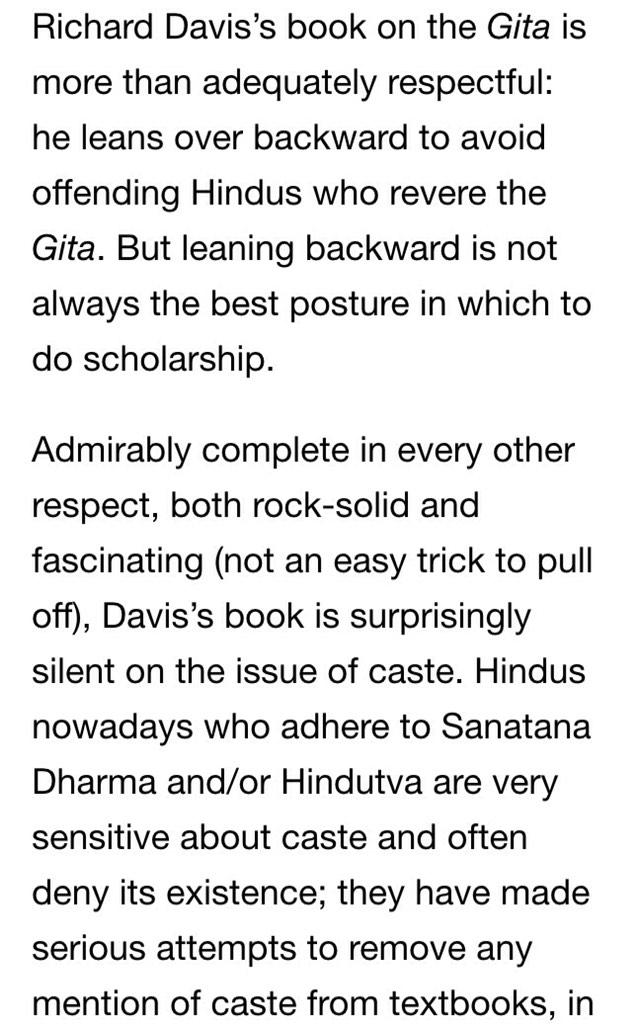 Richard Davis’s book on the Gita is
more than adequately respectful:
he leans over backward to avoid
offending Hindus who revere the
Gita. But leaning backward is not
always the best posture in which to
do scholarship.
Admirably complete in every other
respect, both rock-solid and
fascinating (not an easy trick to pull
off), Davis’s book is surprisingly
silent on the issue of caste. Hindus
nowadays who adhere to Sanatana
Dharma and/or Hindutva are very
sensitive about caste and often
deny its existence; they have made
serious attempts to remove any
mention of caste from textbooks, in